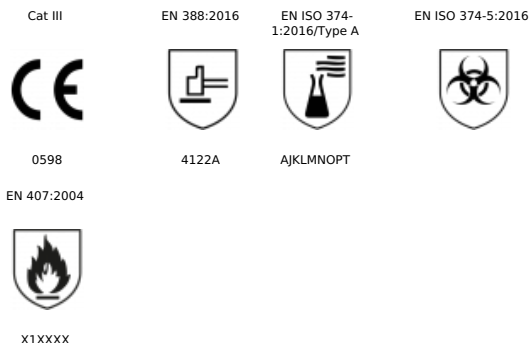 Cat III
EN 388:2016
EN ISO 374-
1:2016/Type A
EN ISO 374-5:2016
CE
0598
4122A
AJKLMNOPT
EN 407:2004
X1XXXX